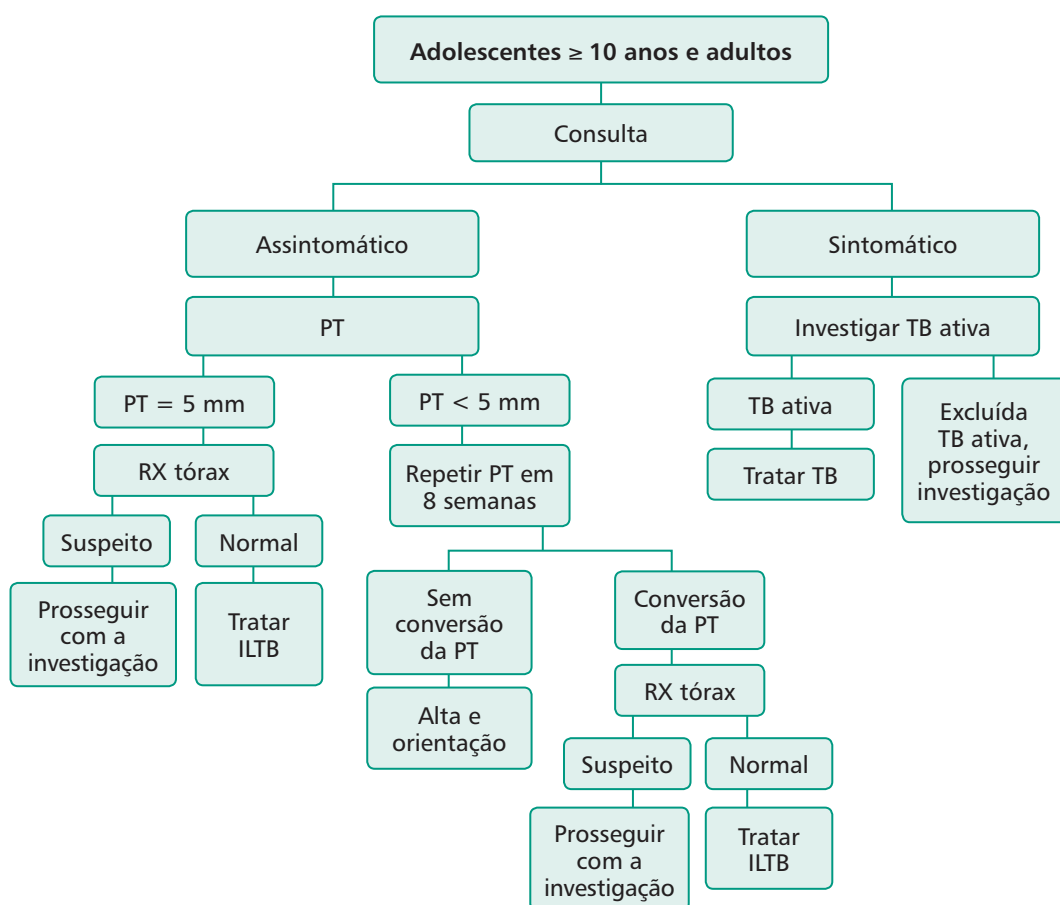 Adolescentes ≥ 10 anos e adultos
Consulta
Assintomático
Sintomático
PT
Investigar TB ativa
PT = 5 mm
PT < 5 mm
TB ativa
Excluída
TB ativa,
prosseguir
investigação
RX tórax
Repetir PT em
8 semanas
Tratar TB
Suspeito
Normal
Prosseguir
com a
investigação
Tratar
ILTB
Sem
conversão
da PT
Conversão
da PT
Alta e
orientação
RX tórax
Suspeito
Normal
Prosseguir
com a
investigação
Tratar
ILTB